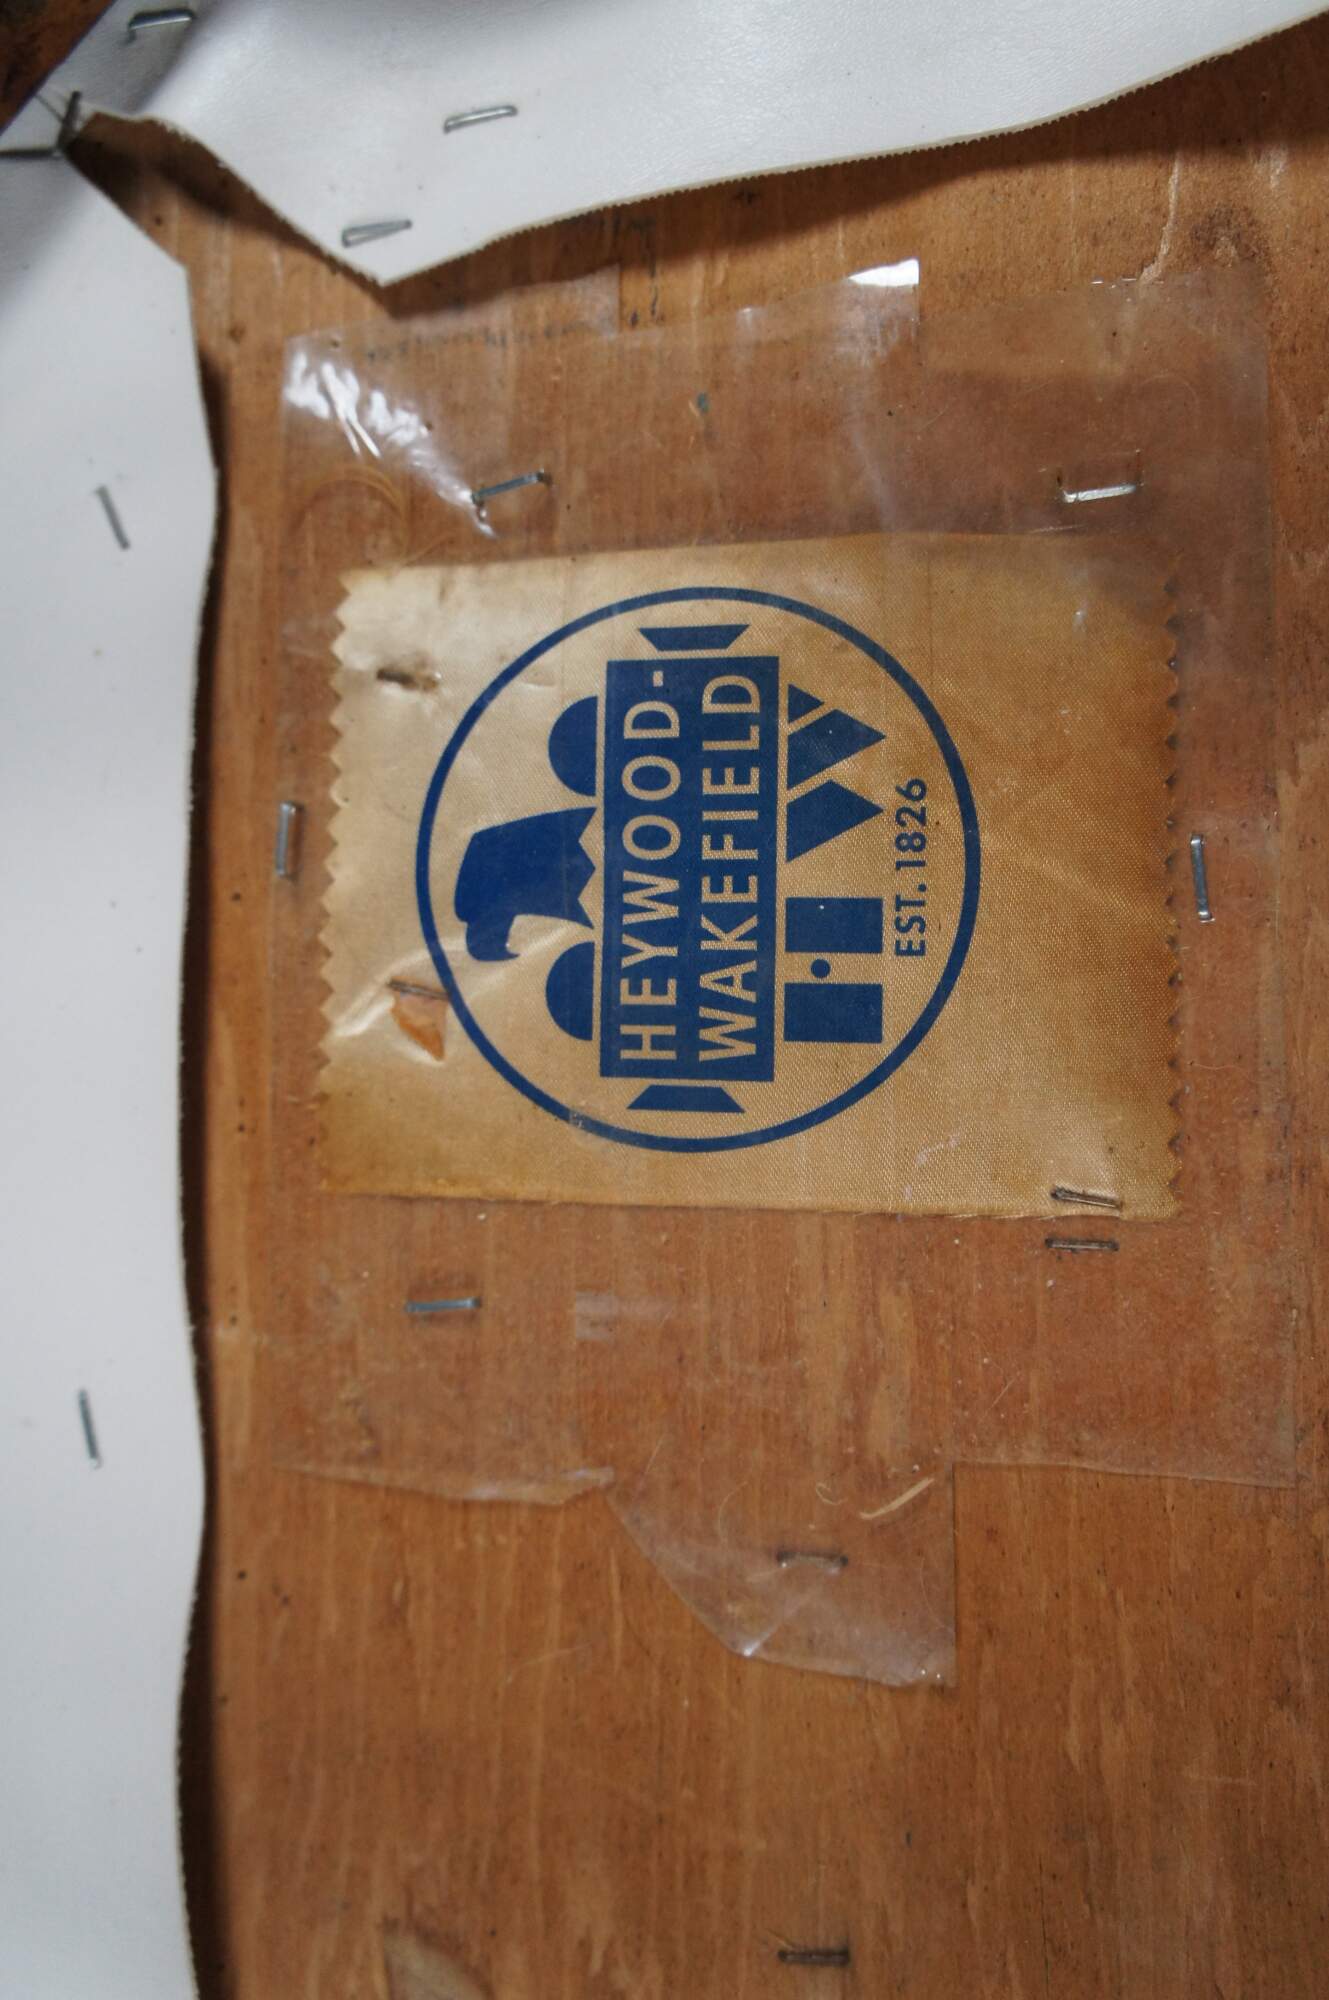 HEYWOOD-
WAKEFIELD
EST. 1826